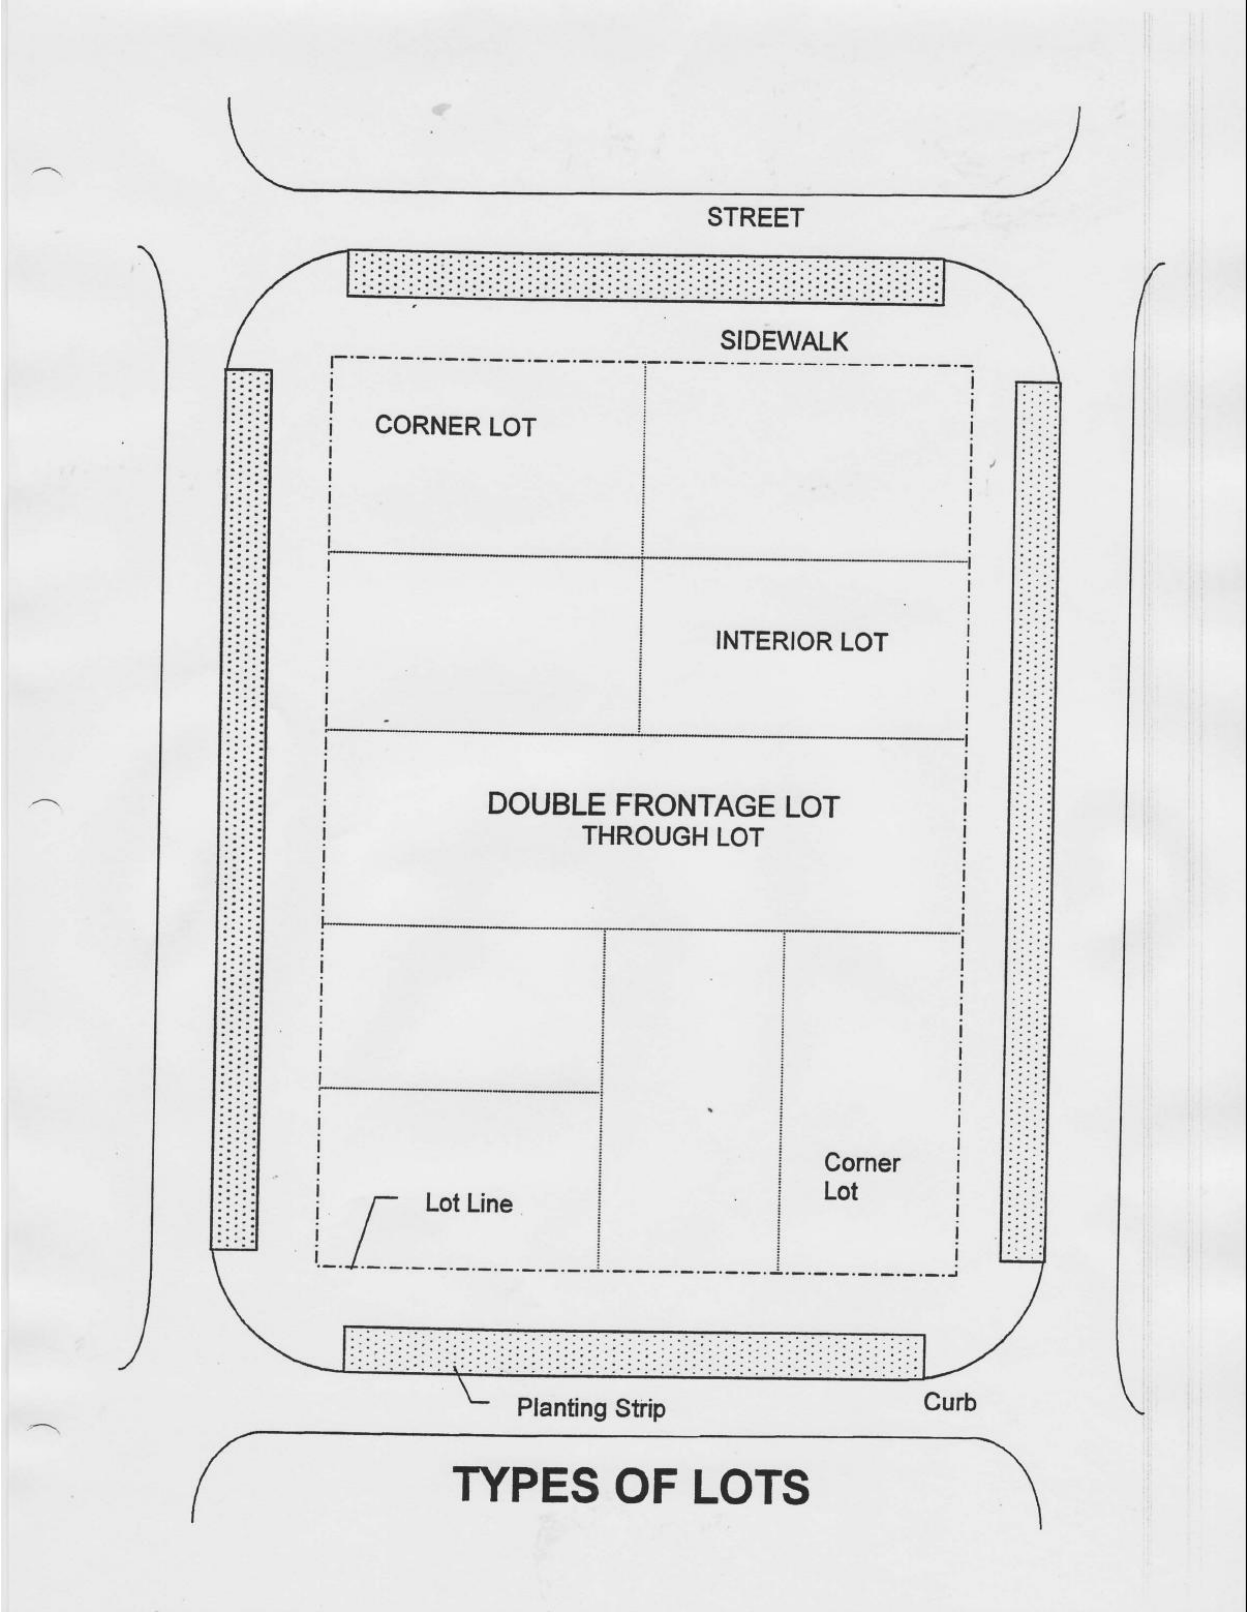 STREET
SIDEWALK
CORNER LOT
INTERIOR LOT
DOUBLE FRONTAGE LOT
THROUGH LOT
Corner
Lot
Lot Line
Planting Strip
Curb
TYPES OF LOTS